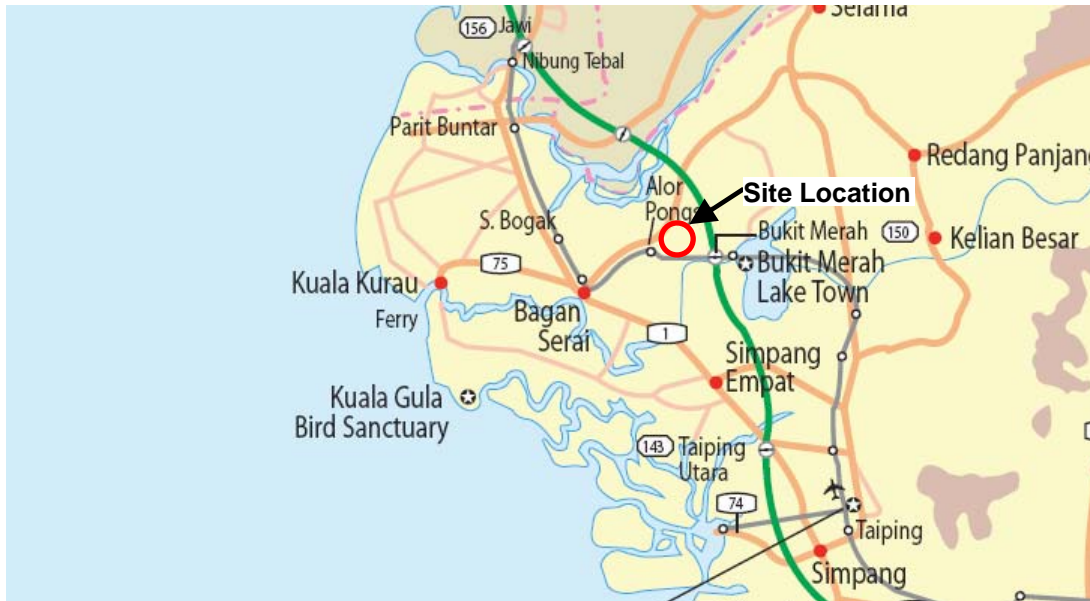 Selama
156
Jawi
Nibung Tebal
Parit Buntar
Redang Panjang
Alor
Pongs
Site Location
S. Bogak
Bukit Merah
150
Kelian Besar
75
Bukit Merah
Lake Town
Kuala Kurau
Ferry
Bagan
Serai
1
Simpang
Empat
Kuala Gula
Bird Sanctuary
143
Taiping
Utara
74
Taiping
Simpang